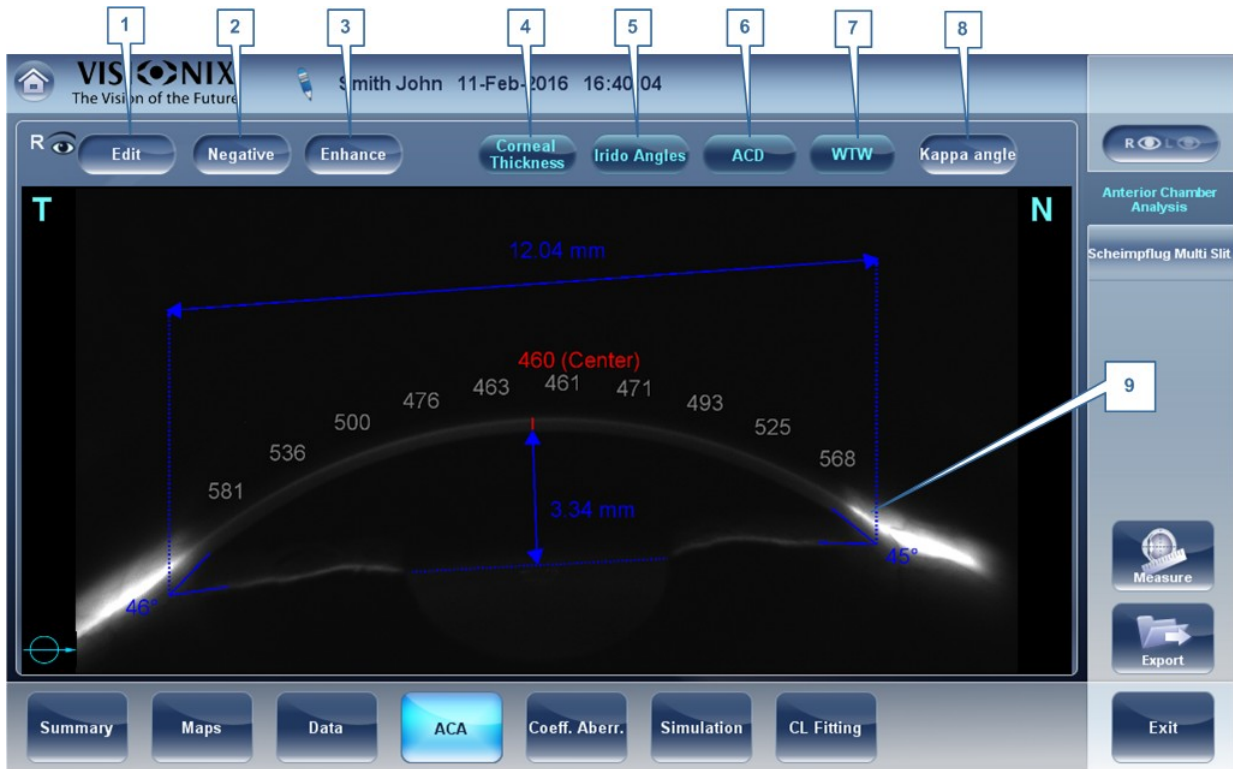 1
2
3
4
5
6
7
8
VISIONIX
The Vision of the Future
Smith John 11-Feb-2016 16:40:04
R
Edit
Negative
Enhance
Corneal
Thickness
Irido Angles
ACD
WTW
Kappa angle
R L
Anterior Chamber
Analysis
Scheimpflug Multi Slit
T
N
12.04 mm
460 (Center)
581
536
500
476
463
461
471
493
525
568
9
3.34 mm
46°
45°
Measure
Export
Summary
Maps
Data
ACA
Coeff. Aberr.
Simulation
CL Fitting
Exit